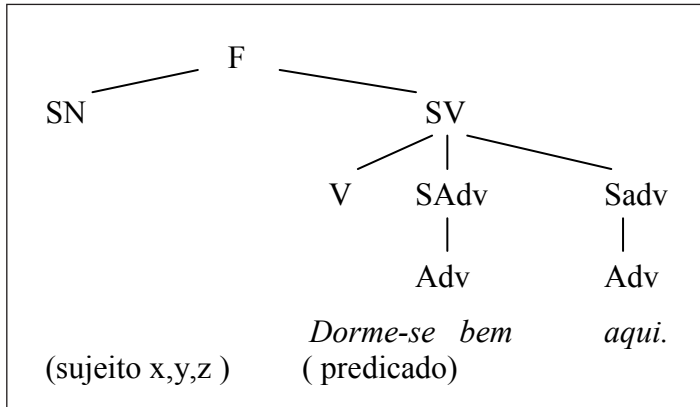 F
SN SV
V SAdv Sadv
Adv Adv
Dorme-se bem aqui.
(sujeito x,y,z ) ( predicado)